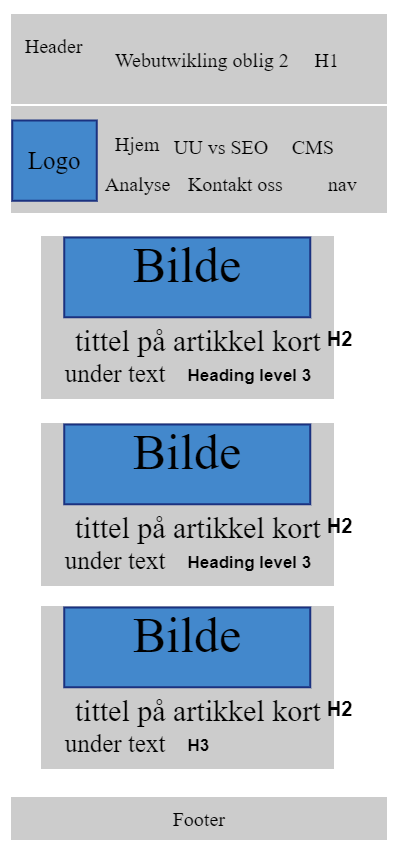 Header
Webutwikling oblig 2 H1
Logo
Hjem UU vs SEO CMS
Analyse Kontakt oss nav
Bilde
tittel på artikkel kort H2
under text Heading level 3
Bilde
tittel på artikkel kort H2
under text Heading level 3
Bilde
tittel på artikkel kort H2
under text H3
Footer